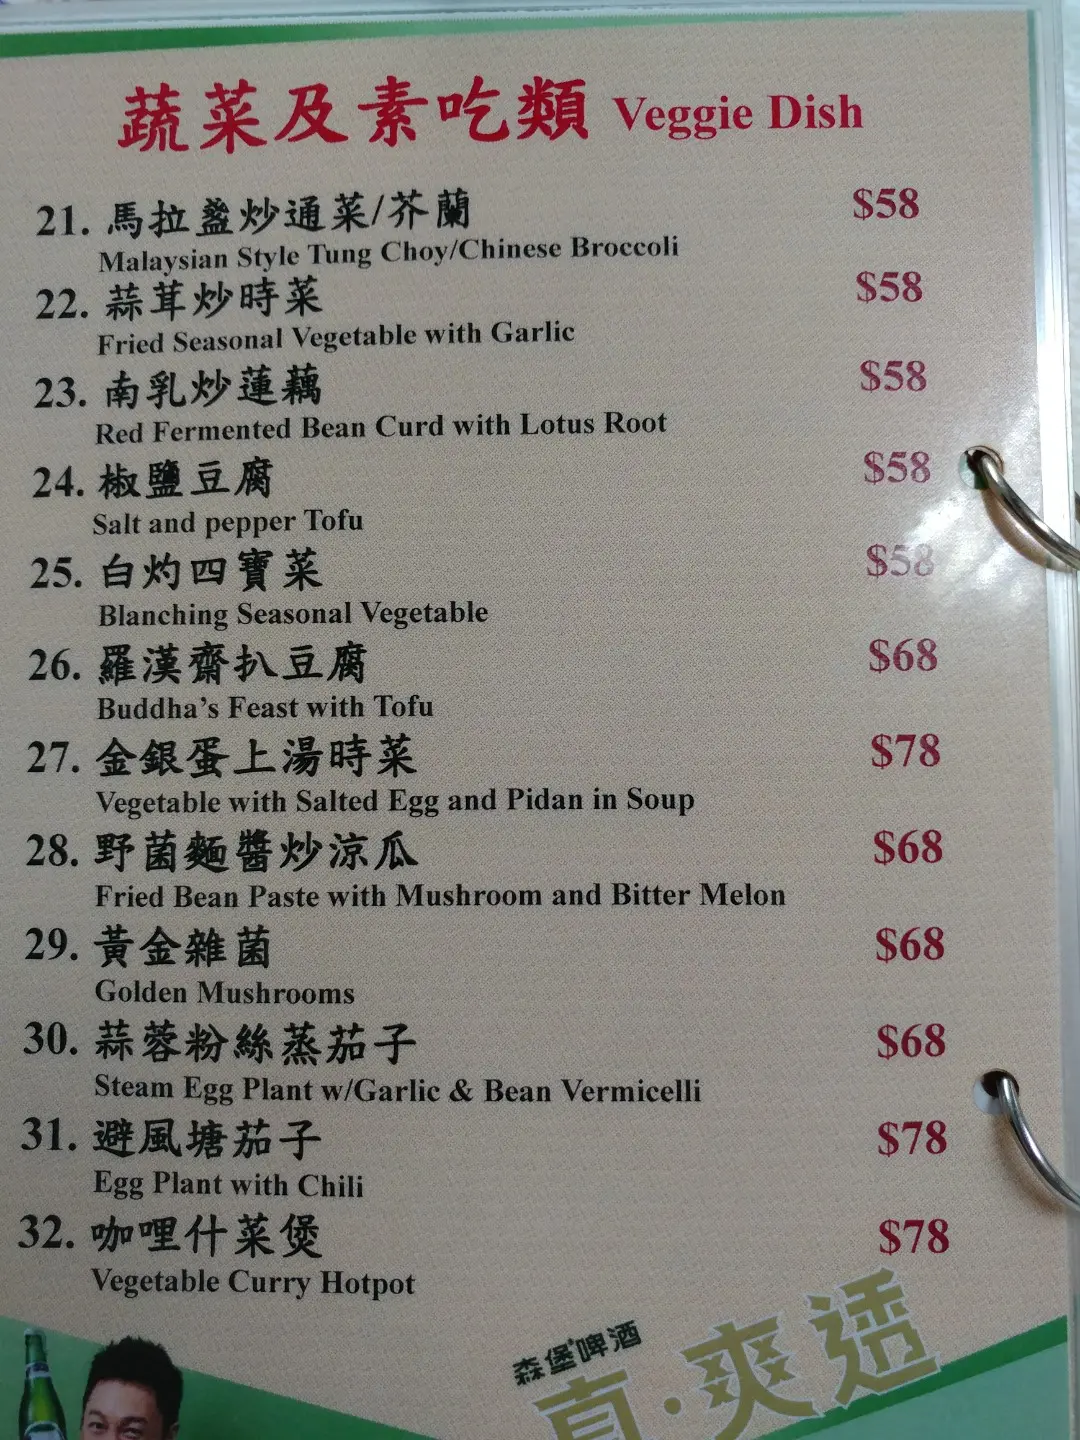 蔬菜及素吃類 Veggie Dish
21. 馬拉盞炒通菜/芥蘭 $58
Malaysian Style Tung Choy/Chinese Broccoli
22. 蒜茸炒時菜 $58
Fried Seasonal Vegetable with Garlic
23. 南乳炒蓮藕 $58
Red Fermented Bean Curd with Lotus Root
24. 椒鹽豆腐 $58
Salt and pepper Tofu
25. 白灼四寶菜 $58
Blanching Seasonal Vegetable
26. 羅漢齋扒豆腐 $68
Buddha's Feast with Tofu
27. 金銀蛋上湯時菜 $78
Vegetable with Salted Egg and Pidan in Soup
28. 野菌麵醬炒涼瓜 $68
Fried Bean Paste with Mushroom and Bitter Melon
29. 黃金雜菌 $68
Golden Mushrooms
30. 蒜蓉粉絲蒸茄子 $68
Steam Egg Plant w/Garlic & Bean Vermicelli
31. 避風塘茄子 $78
Egg Plant with Chili
32. 咖哩什菜煲 $78
Vegetable Curry Hotpot
森堡啤酒
真·爽透